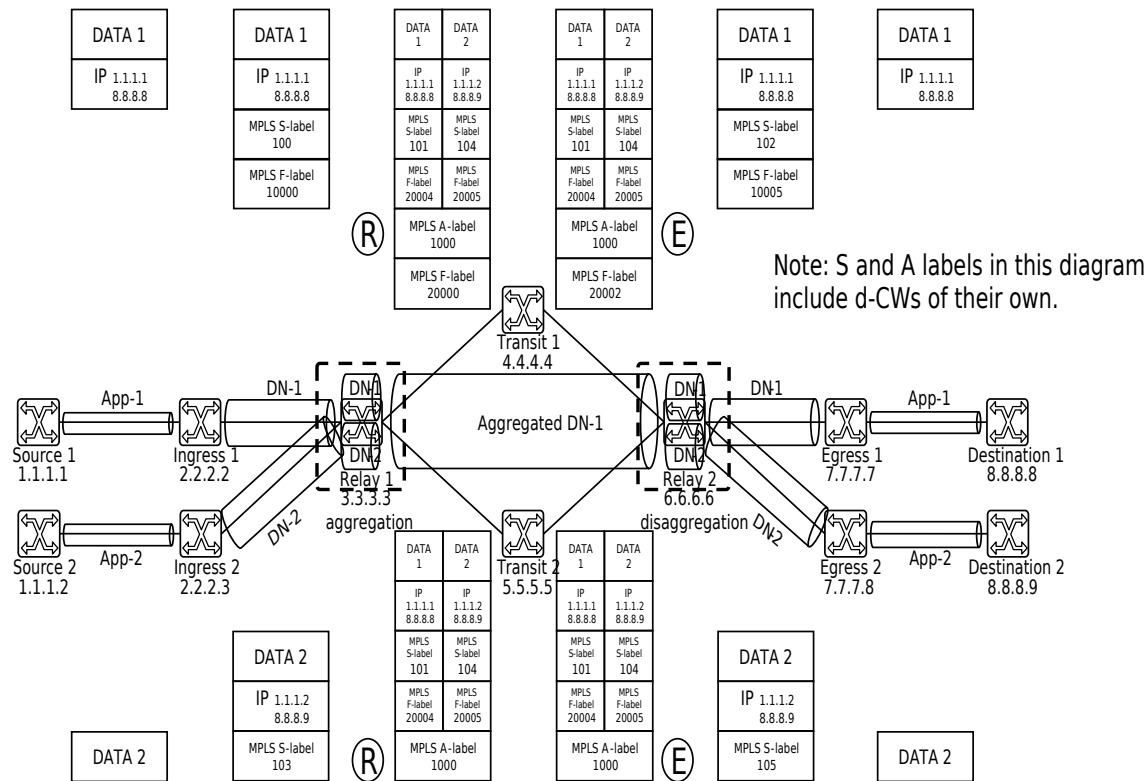 DATA 1
IP 1.1.1.1
8.8.8.8
DATA 1
IP 1.1.1.1
8.8.8.8
MPLS S-label
100
MPLS F-label
10000
DATA
1
DATA
2
IP
1.1.1.1
8.8.8.8
IP
1.1.1.2
8.8.8.9
MPLS
S-label
101
MPLS
S-label
104
MPLS
F-label
20004
MPLS
F-label
20005
MPLS A-label
1000
MPLS F-label
20000
R
DATA
1
DATA
2
IP
1.1.1.1
8.8.8.8
IP
1.1.1.2
8.8.8.9
MPLS
S-label
101
MPLS
S-label
104
MPLS
F-label
20004
MPLS
F-label
20005
MPLS A-label
1000
MPLS F-label
20002
E
DATA 1
IP 1.1.1.1
8.8.8.8
MPLS S-label
102
MPLS F-label
10005
DATA 1
IP 1.1.1.1
8.8.8.8
Note: S and A labels in this diagram
include d-CWs of their own.
Transit 1
4.4.4.4
App-1
DN-1
DN-1
Aggregated DN-1
DN-1
DN-1
App-1
Source 1
1.1.1.1
Ingress 1
2.2.2.2
DN-2
Relay 1
3.3.3.3
aggregation
DN-2
Relay 2
6.6.6.6
disaggregation
Egress 1
7.7.7.7
Destination 1
8.8.8.8
DN-2
DN-2
App-2
App-2
Source 2
1.1.1.2
Ingress 2
2.2.2.3
Transit 2
5.5.5.5
Egress 2
7.7.7.8
Destination 2
8.8.8.9
DATA 2
DATA 2
IP 1.1.1.2
8.8.8.9
MPLS S-label
103
R
DATA
1
DATA
2
IP
1.1.1.1
8.8.8.8
IP
1.1.1.2
8.8.8.9
MPLS
S-label
101
MPLS
S-label
104
MPLS
F-label
20004
MPLS
F-label
20005
MPLS A-label
1000
DATA
1
DATA
2
IP
1.1.1.1
8.8.8.8
IP
1.1.1.2
8.8.8.9
MPLS
S-label
101
MPLS
S-label
104
MPLS
F-label
20004
MPLS
F-label
20005
MPLS A-label
1000
E
DATA 2
IP 1.1.1.2
8.8.8.9
MPLS S-label
105
DATA 2